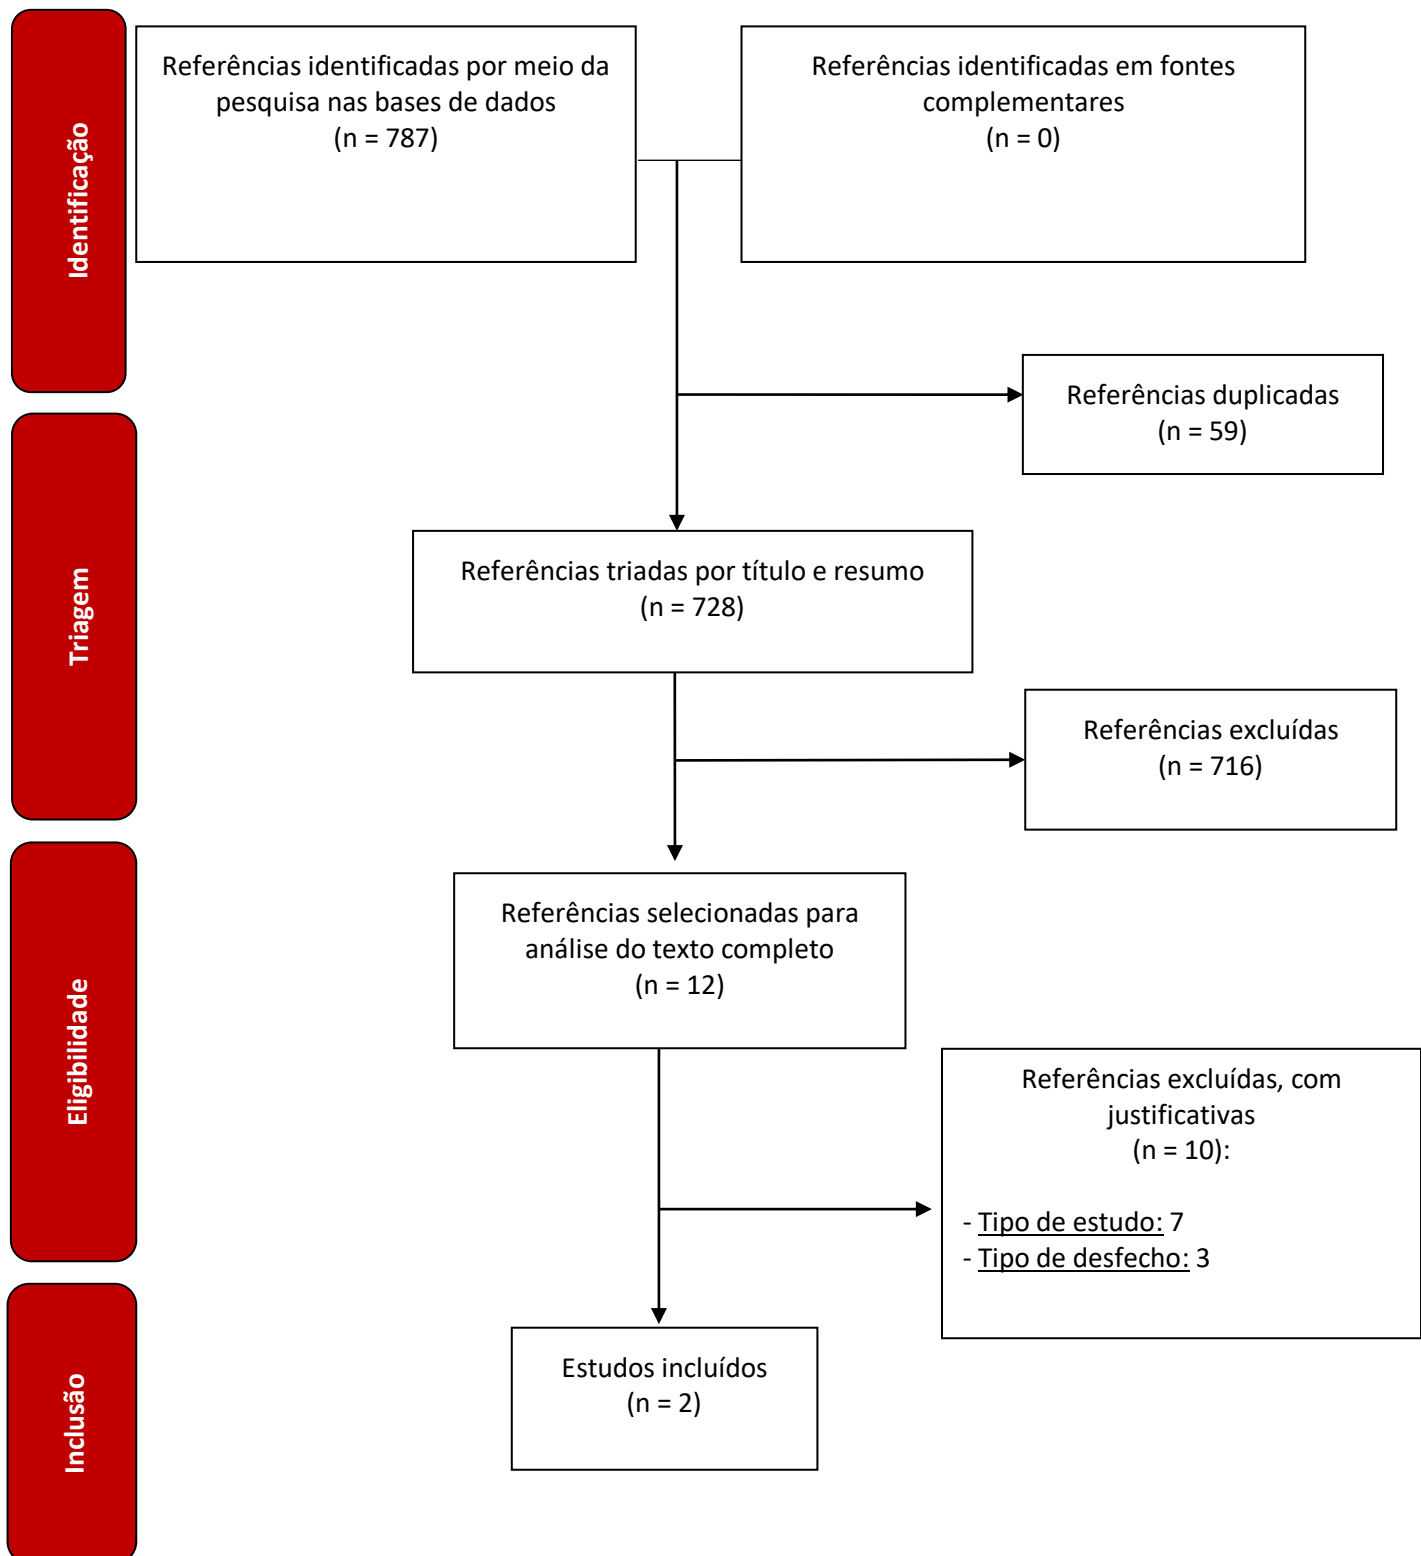 Identificação
Referências identificadas por meio da
pesquisa nas bases de dados
(n = 787)
Referências identificadas em fontes
complementares
(n = 0)
Referências duplicadas
(n = 59)
Triagem
Referências triadas por título e resumo
(n = 728)
Referências excluídas
(n = 716)
Eligibilidade
Referências selecionadas para
análise do texto completo
(n = 12)
Referências excluídas, com
justificativas
(n = 10):
- Tipo de estudo: 7
- Tipo de desfecho: 3
Inclusão
Estudos incluídos
(n = 2)